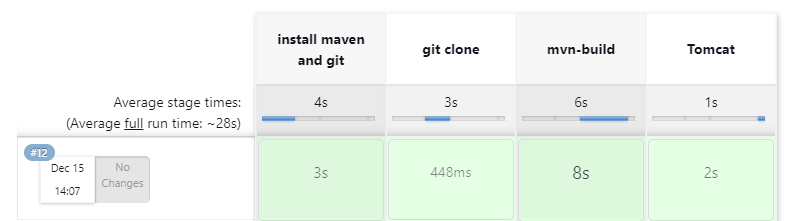 install maven
and git
git clone
mvn-build
Tomcat
Average stage times:
4s
3s
6s
1s
(Average full run time: ~28s)
#12
Dec 15
No
Changes
14:07
3s
448ms
8s
2s